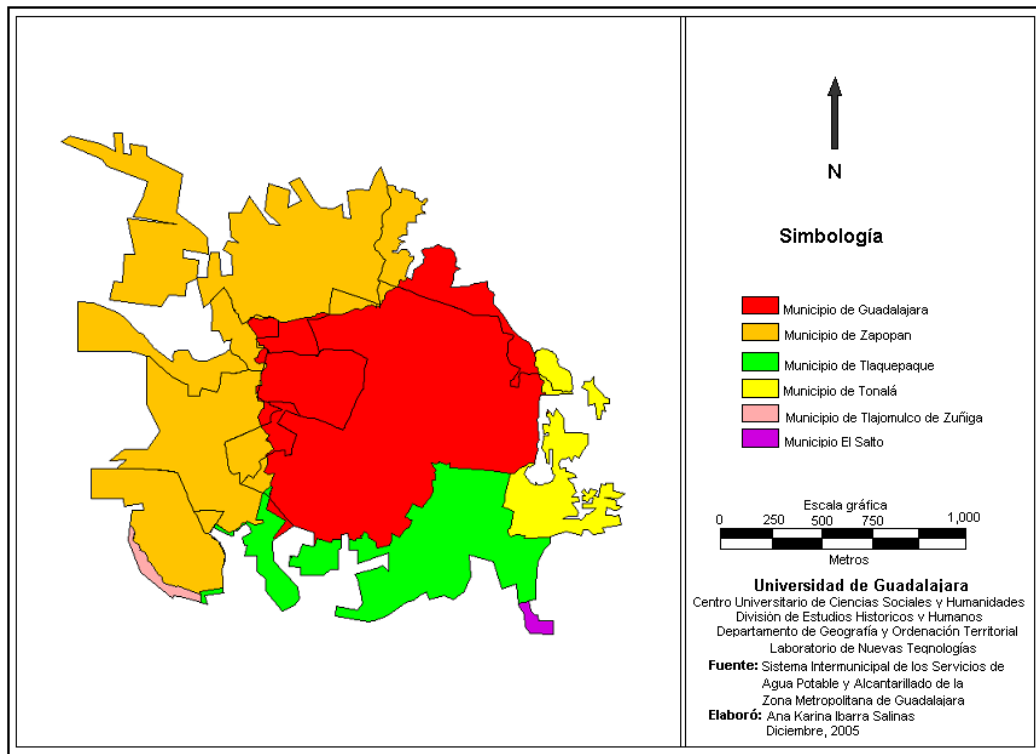 N
Simbología
Municipio de Guadalajara
Municipio de Zapopan
Municipio de Tlaquepaque
Municipio de Tonalá
Municipio de Tlajomulco de Zuñiga
Municipio El Salto
Escala gráfica
0 250 500 750 1,000
Metros
Universidad de Guadalajara
Centro Universitario de Ciencias Sociales y Humanidades
División de Estudios Historicos y Humanos
Departamento de Geografía y Ordenación Territorial
Laboratorio de Nuevas Teqnologías
Fuente: Sistema Intermunicipal de los Servicios de
Agua Potable y Alcantarillado de la
Zona Metropolitana de Guadalajara
Elaboró: Ana Karina Ibarra Salinas
Diciembre, 2005